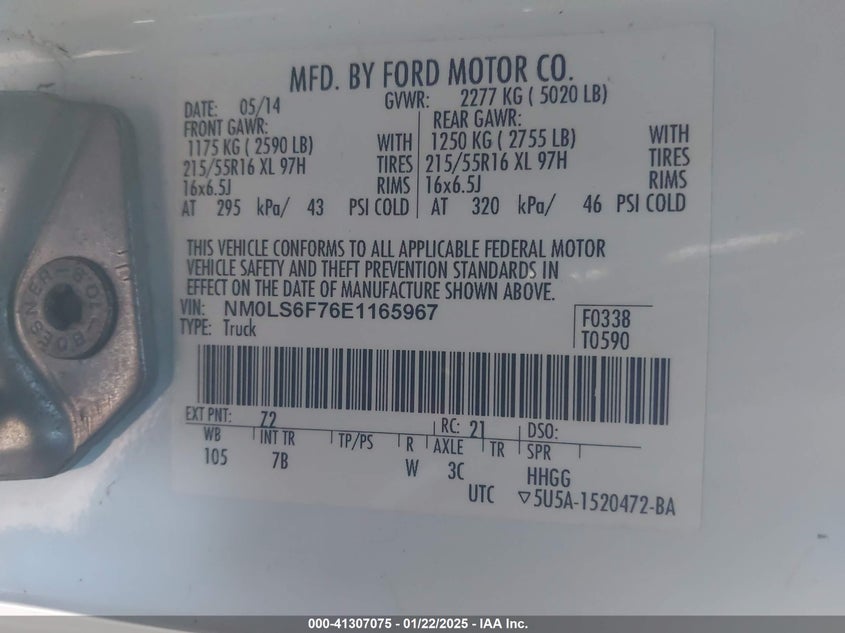 MFD. BY FORD MOTOR CO.
DATE: 05/14 GVWR: 2277 KG ( 5020 LB)
FRONT GAWR: REAR GAWR:
1175 KG ( 2590 LB) WITH 1250 KG ( 2755 LB) WITH
215/55R16 XL 97H TIRES 215/55R16 XL 97H TIRES
16x6.5J RIMS 16x6.5J RIMS
AT 295 kPa/ 43 PSI COLD AT 320 kPa/ 46 PSI COLD
THIS VEHICLE CONFORMS TO ALL APPLICABLE FEDERAL MOTOR
VEHICLE SAFETY AND THEFT PREVENTION STANDARDS IN
EFFECT ON THE DATE OF MANUFACTURE SHOWN ABOVE.
VIN: NM0LS6F76E1165967
TYPE: Truck
F0338
T0590
EXT PNT: Z2 RC: 21 DSO:
WB INT TR TP/PS R AXLE TR SPR
105 7B W 3C HHGG
UTC ▽5U5A-1520472-BA
000-41307075 - 01/22/2025 - IAA Inc.